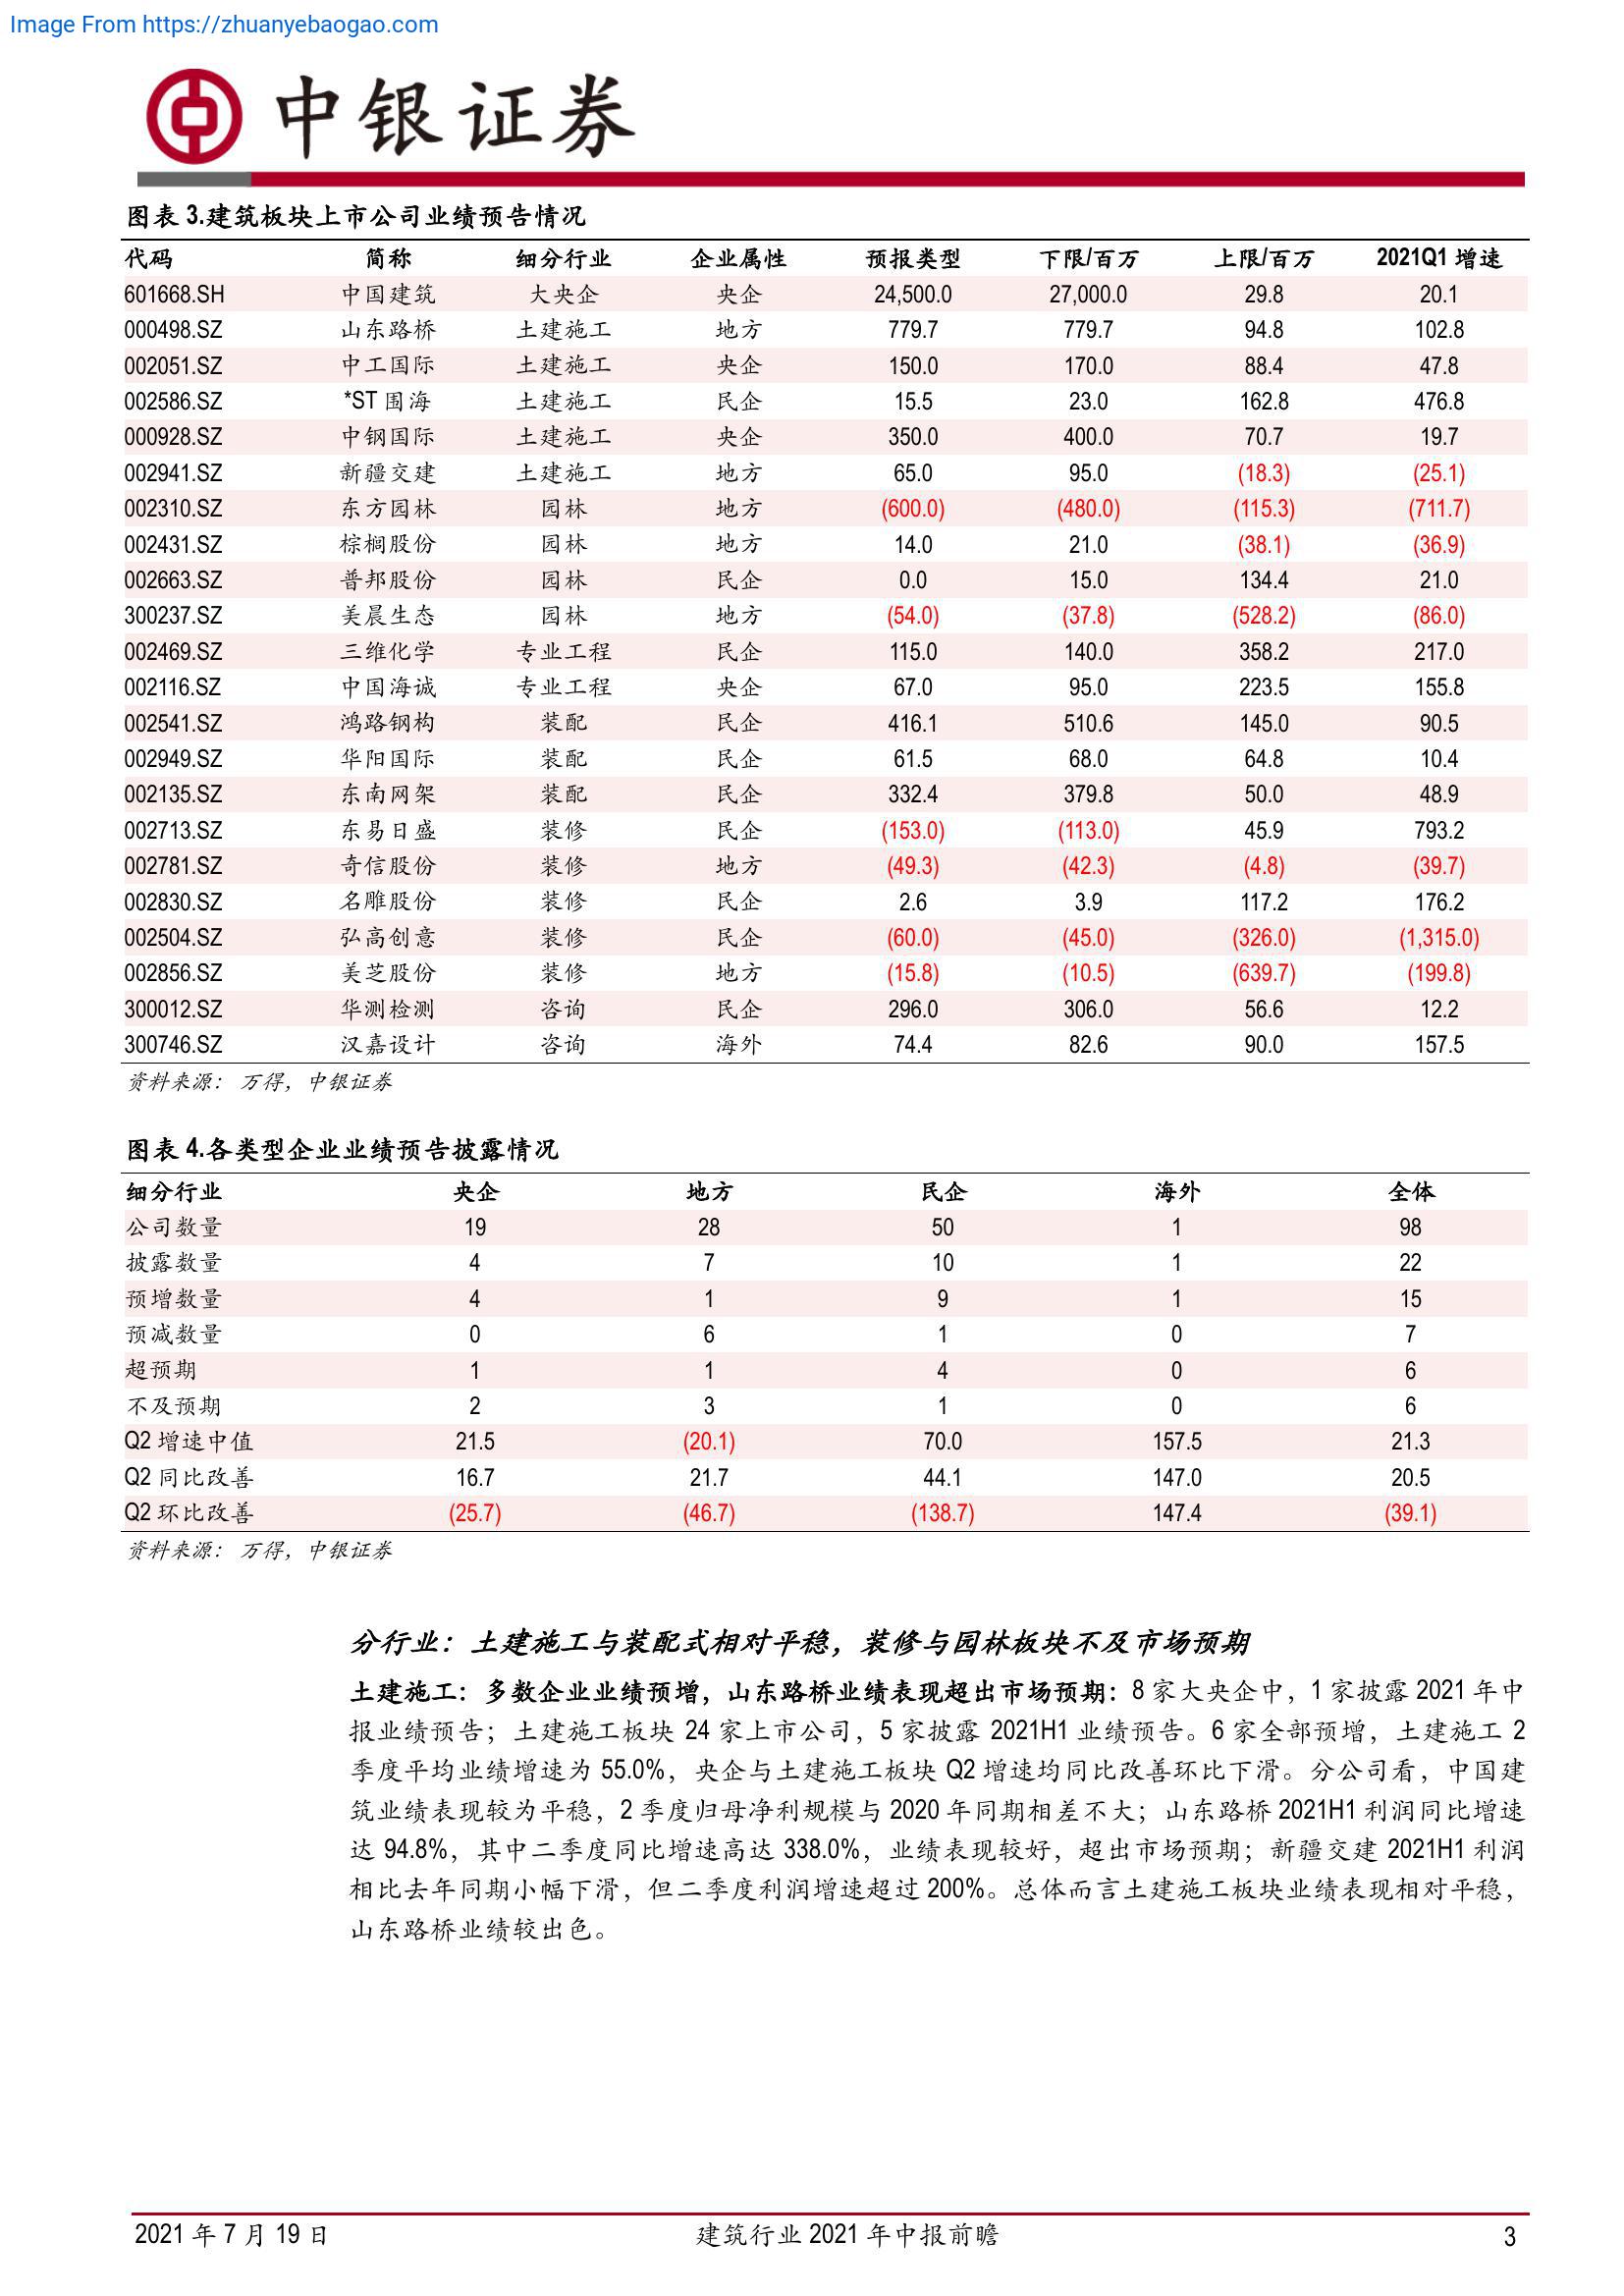 Image From https://zhuanyebaogao.com
中银证券
图表 3.建筑板块上市公司业绩预告情况
代码 简称 细分行业 企业属性 预报类型 下限/百万 上限/百万 2021Q1 增速
601668.SH 中国建筑 大央企 央企 24,500.0 27,000.0 29.8 20.1
000498.SZ 山东路桥 土建施工 地方 779.7 779.7 94.8 102.8
002051.SZ 中工国际 土建施工 央企 150.0 170.0 88.4 47.8
002586.SZ *ST 围海 土建施工 民企 15.5 23.0 162.8 476.8
000928.SZ 中钢国际 土建施工 央企 350.0 400.0 70.7 19.7
002941.SZ 新疆交建 土建施工 地方 65.0 95.0 (18.3) (25.1)
002310.SZ 东方园林 园林 地方 (600.0) (480.0) (115.3) (711.7)
002431.SZ 棕榈股份 园林 地方 14.0 21.0 (38.1) (36.9)
002663.SZ 普邦股份 园林 民企 0.0 15.0 134.4 21.0
300237.SZ 美晨生态 园林 地方 (54.0) (37.8) (528.2) (86.0)
002469.SZ 三维化学 专业工程 民企 115.0 140.0 358.2 217.0
002116.SZ 中国海诚 专业工程 央企 67.0 95.0 223.5 155.8
002541.SZ 鸿路钢构 装配 民企 416.1 510.6 145.0 90.5
002949.SZ 华阳国际 装配 民企 61.5 68.0 64.8 10.4
002135.SZ 东南网架 装配 民企 332.4 379.8 50.0 48.9
002713.SZ 东易日盛 装修 民企 (153.0) (113.0) 45.9 793.2
002781.SZ 奇信股份 装修 地方 (49.3) (42.3) (4.8) (39.7)
002830.SZ 名雕股份 装修 民企 2.6 3.9 117.2 176.2
002504.SZ 弘高创意 装修 民企 (60.0) (45.0) (326.0) (1,315.0)
002856.SZ 美芝股份 装修 地方 (15.8) (10.5) (639.7) (199.8)
300012.SZ 华测检测 咨询 民企 296.0 306.0 56.6 12.2
300746.SZ 汉嘉设计 咨询 海外 74.4 82.6 90.0 157.5
资料来源：万得，中银证券
图表 4.各类型企业业绩预告披露情况
细分行业 央企 地方 民企 海外 全体
公司数量 19 28 50 1 98
披露数量 4 7 10 1 22
预增数量 4 1 9 1 15
预减数量 0 6 1 0 7
超预期 1 1 4 0 6
不及预期 2 3 1 0 6
Q2 增速中值 21.5 (20.1) 70.0 157.5 21.3
Q2 同比改善 16.7 21.7 44.1 147.0 20.5
Q2 环比改善 (25.7) (46.7) (138.7) 147.4 (39.1)
资料来源：万得，中银证券
分行业：土建施工与装配式相对平稳，装修与园林板块不及市场预期
土建施工：多数企业业绩预增，山东路桥业绩表现超出市场预期：8 家大央企中，1 家披露 2021 年中
报业绩预告；土建施工板块 24 家上市公司，5 家披露 2021H1 业绩预告。6 家全部预增，土建施工 2
季度平均业绩增速为 55.0%，央企与土建施工板块 Q2 增速均同比改善环比下滑。分公司看，中国建
筑业绩表现较为平稳，2 季度归母净利规模与 2020 年同期相差不大；山东路桥 2021H1 利润同比增速
达 94.8%，其中二季度同比增速高达 338.0%，业绩表现较好，超出市场预期；新疆交建 2021H1 利润
相比去年同期小幅下滑，但二季度利润增速超过 200%。总体而言土建施工板块业绩表现相对平稳，
山东路桥业绩较出色。
2021 年 7 月 19 日 建筑行业 2021 年中报前瞻 3